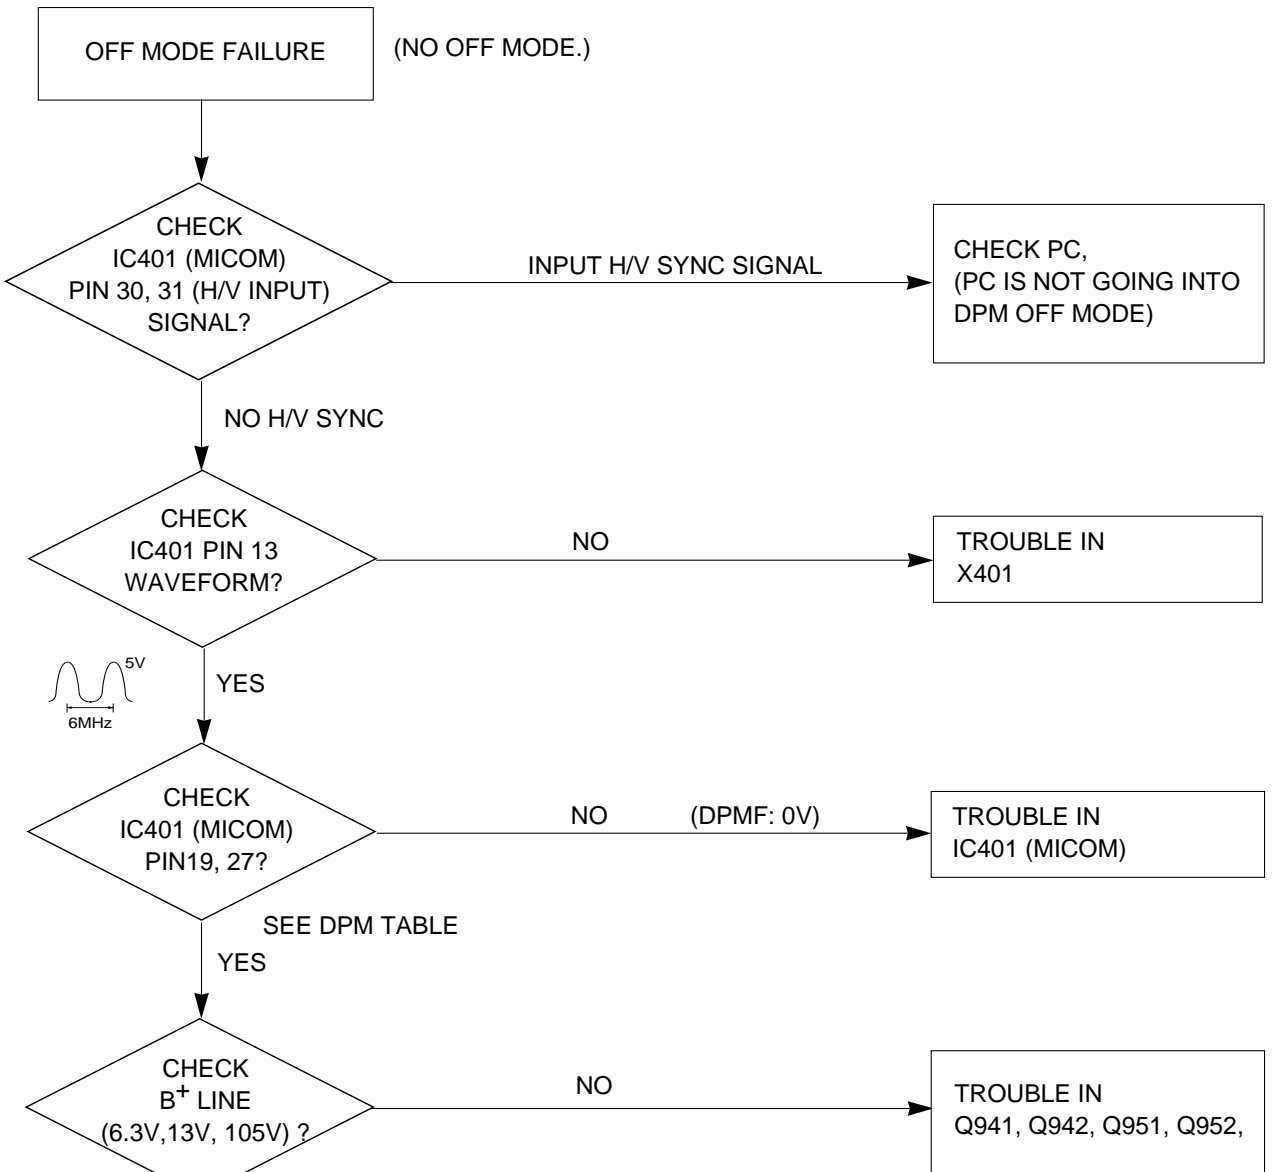 OFF MODE FAILURE
(NO OFF MODE.)
CHECK
IC401 (MICOM)
PIN 30, 31 (H/V INPUT)
SIGNAL?
INPUT H/V SYNC SIGNAL
CHECK PC,
(PC IS NOT GOING INTO
DPM OFF MODE)
NO H/V SYNC
CHECK
IC401 PIN 13
WAVEFORM?
NO
TROUBLE IN
X401
5V
6MHz
YES
CHECK
IC401 (MICOM)
PIN19, 27?
NO (DPMF: 0V)
TROUBLE IN
IC401 (MICOM)
SEE DPM TABLE
YES
CHECK
B+ LINE
(6.3V,13V, 105V) ?
NO
TROUBLE IN
Q941, Q942, Q951, Q952,